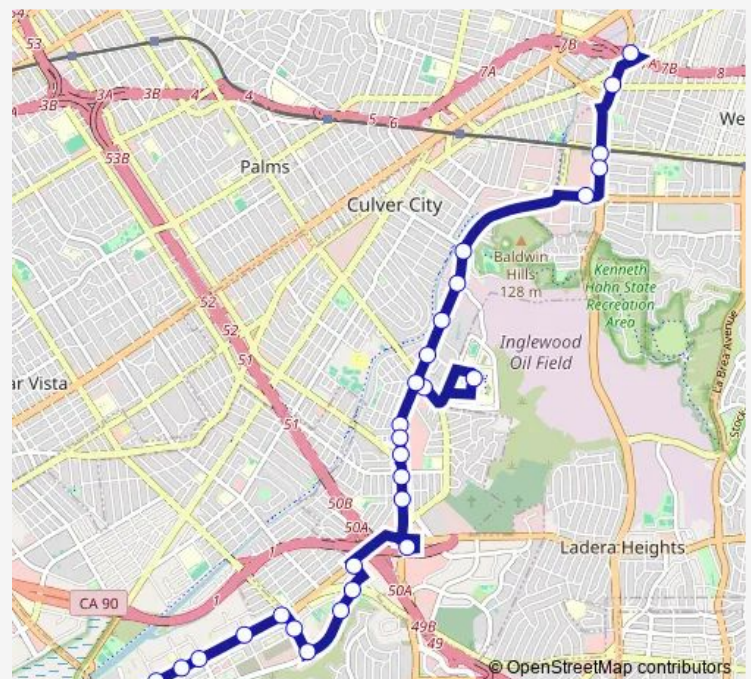 54
53
7B
7A
7B
8
3B
3A
3B
4
4
5
6
53B
We
Palms
Culver City
Baldwin
Hills
128 m
Kenneth
Hahn State
Recreation
Area
52
52
51
Inglewood
Oil Field
La Brea Avenue
ar Vista
51
Stock
50B
50A
1
Ladera Heights
CA 90
1
50A
49B
49
© OpenStreetMap contributors